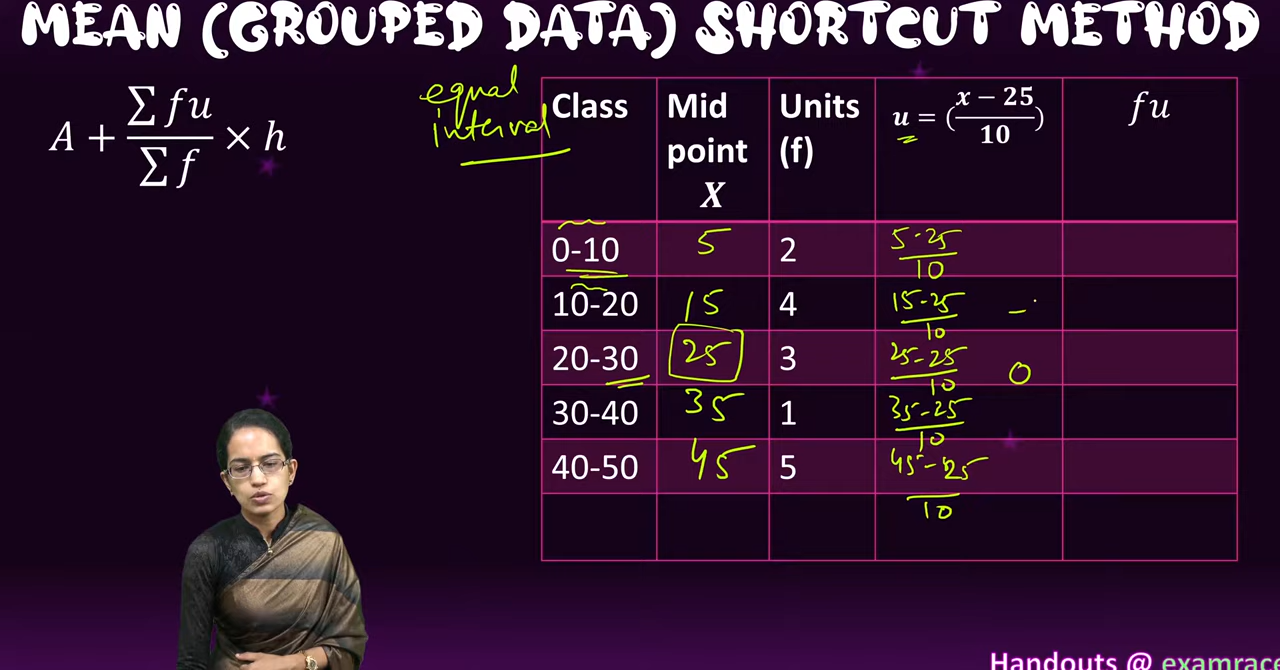 MEAN (GROUPED DATA) SHORTCUT METHOD
A + ∑ fu / ∑ f × h
equal
interval
Class | Mid point X | Units (f) | u = (x − 25 / 10) | fu
0-10 | 5 | 2 | 5-25 / 10
10-20 | 15 | 4 | 15-25 / 10 -
20-30 | 25 | 3 | 25-25 / 10 0
30-40 | 35 | 1 | 35-25 / 10
40-50 | 45 | 5 | 45-25 / 10
Handouts @ examrace